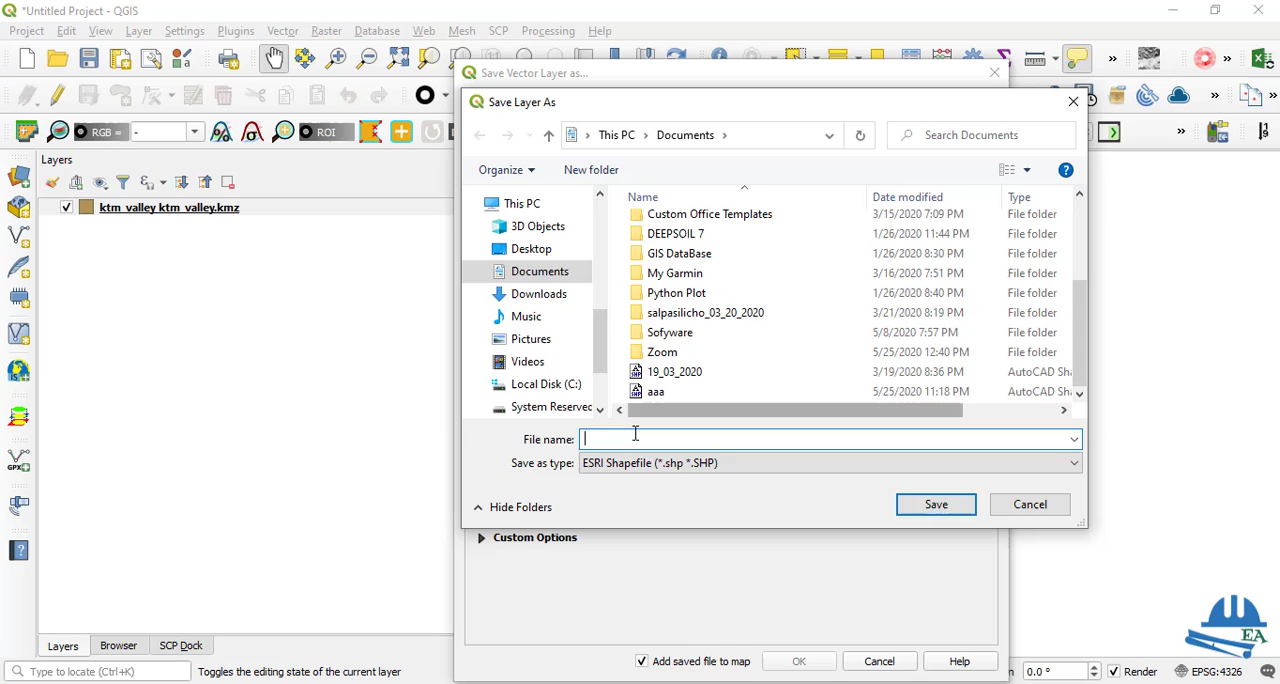 *Untitled Project - QGIS
Project Edit View Layer Settings Plugins Vector Raster Database Web Mesh SCP Processing Help
Save Vector Layer as...
Save Layer As
This PC › Documents ›
Search Documents
Organize New folder
RGB = - ROI
Layers
ktm_valley ktm_valley.kmz
This PC
3D Objects
Desktop
Documents
Downloads
Music
Pictures
Videos
Local Disk (C:)
System Reserved
Name Date modified Type
Custom Office Templates 3/15/2020 7:09 PM File folder
DEEPSOIL 7 1/26/2020 11:44 PM File folder
GIS DataBase 1/26/2020 8:30 PM File folder
My Garmin 3/16/2020 7:51 PM File folder
Python Plot 1/26/2020 8:40 PM File folder
salpasilicho_03_20_2020 3/21/2020 8:19 PM File folder
Sofyware 5/8/2020 7:57 PM File folder
Zoom 5/25/2020 12:40 PM File folder
19_03_2020 3/19/2020 8:36 PM AutoCAD Sha
aaa 5/25/2020 11:18 PM AutoCAD Sha
File name:
Save as type: ESRI Shapefile (*.shp *.SHP)
Hide Folders Save Cancel
Custom Options
Add saved file to map OK Cancel Help
Layers Browser SCP Dock
Type to locate (Ctrl+K) Toggles the editing state of the current layer
0.0 ° Render EPSG:4326
EA
GPX